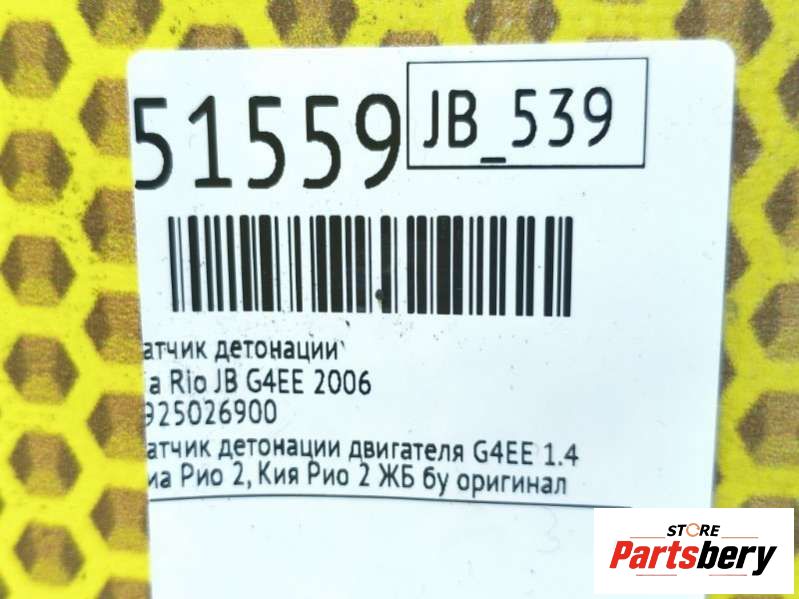 51559
JB_539
атчик детонации
ia Rio JB G4EE 2006
925026900
атчик детонации двигателя G4EE 1.4
иа Рио 2, Кия Рио 2 ЖБ бу оригинал
STORE
Partsbery